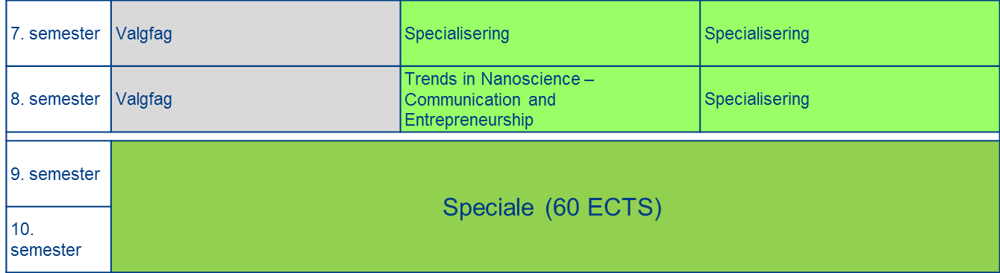 7. semester
Valgfag
Specialisering
Specialisering
8. semester
Valgfag
Trends in Nanoscience –
Communication and
Entrepreneurship
Specialisering
9. semester
Speciale (60 ECTS)
10.
semester